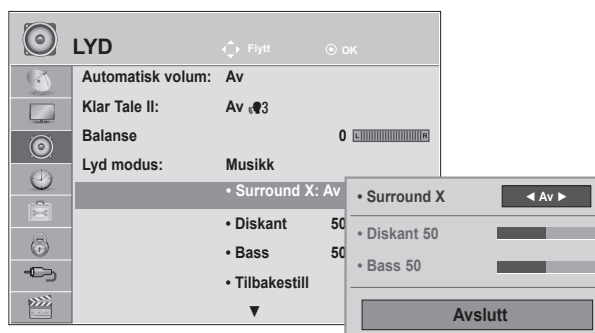 LYD Flytt OK
Automatisk volum: Av
Klar Tale II: Av 3
Balanse 0 L R
Lyd modus: Musikk
• Surround X: Av
• Diskant 50
• Bass 50
• Tilbakestill
▼
• Surround X ◄ Av ►
• Diskant 50
• Bass 50
Avslutt